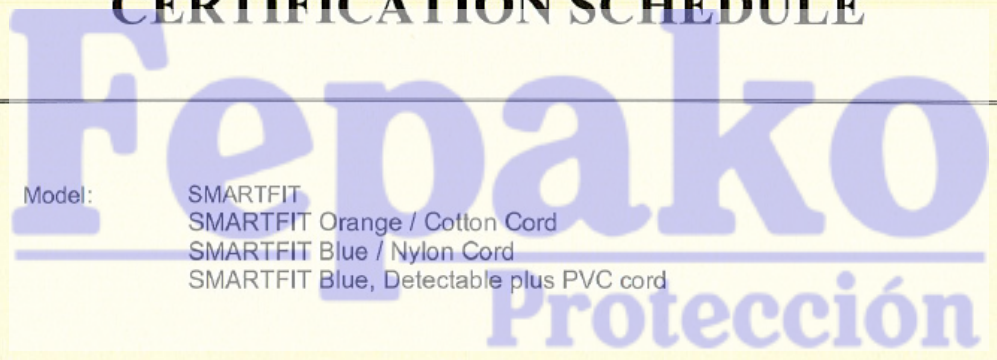 CERTIFICATION SCHEDULE
Fepako
Model: SMARTFIT
SMARTFIT Orange / Cotton Cord
SMARTFIT Blue / Nylon Cord
SMARTFIT Blue, Detectable plus PVC cord
Protección